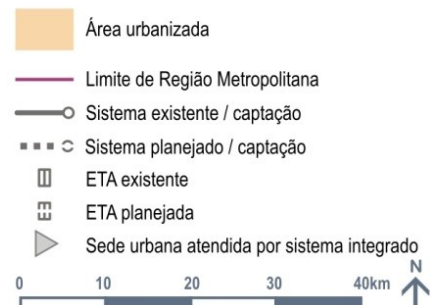 Área urbanizada
Limite de Região Metropolitana
Sistema existente / captação
Sistema planejado / captação
ETA existente
ETA planejada
Sede urbana atendida por sistema integrado
N
0 10 20 30 40km